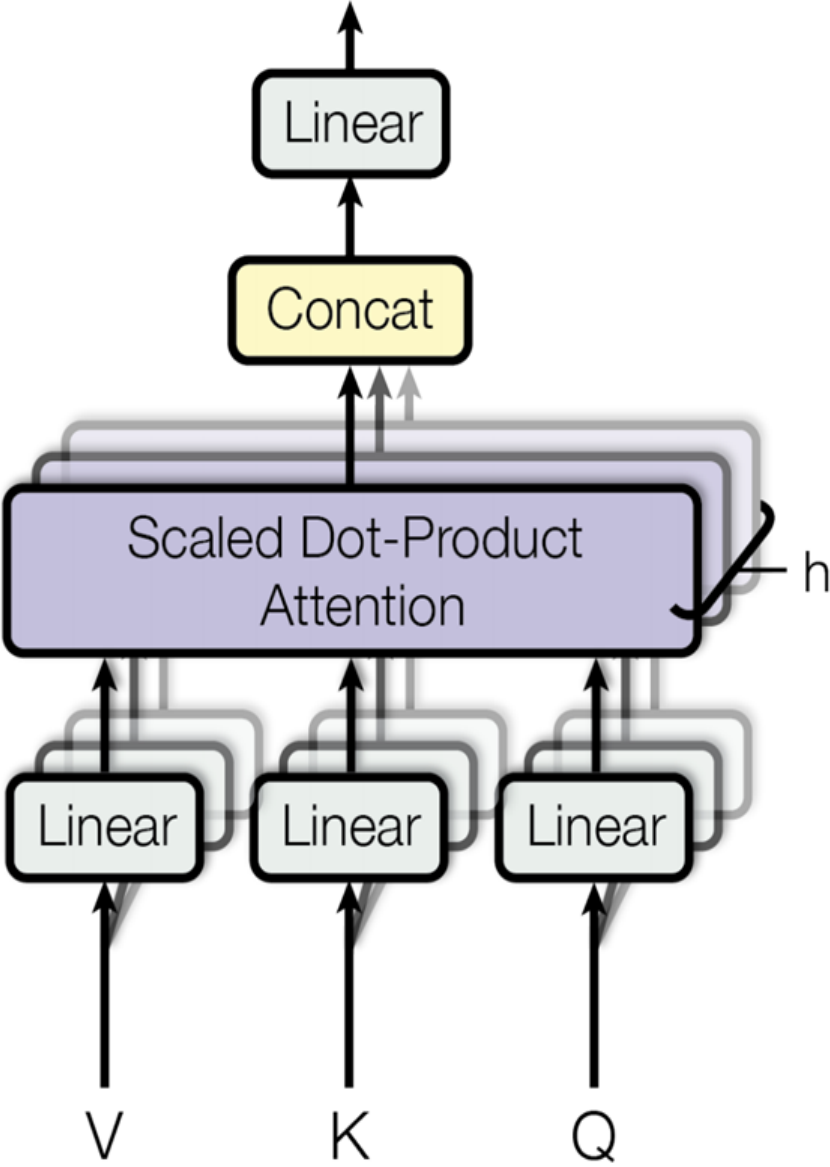 Linear
Concat
Scaled Dot-Product
Attention
h
Linear Linear Linear
V K Q